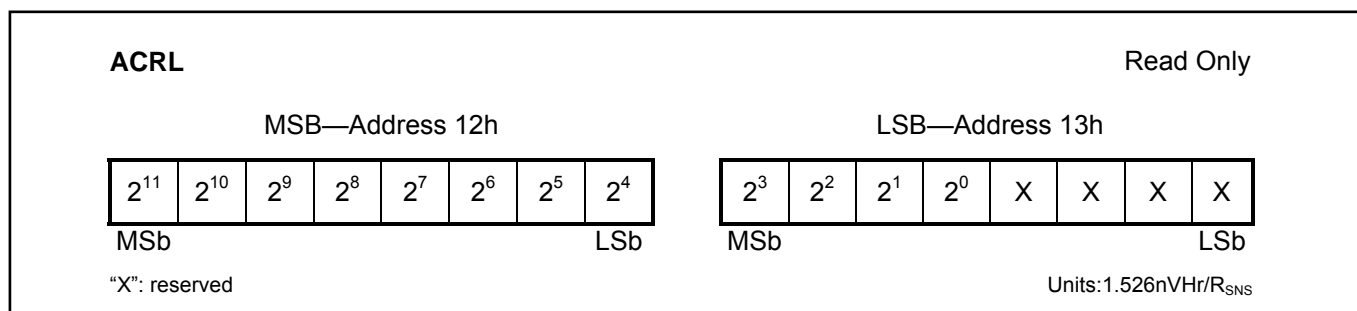 ACRL Read Only
MSB—Address 12h LSB—Address 13h
2¹¹ 2¹⁰ 2⁹ 2⁸ 2⁷ 2⁶ 2⁵ 2⁴ 2³ 2² 2¹ 2⁰ X X X X
MSb LSb MSb LSb
“X”: reserved Units:1.526nVHr/R_SNS